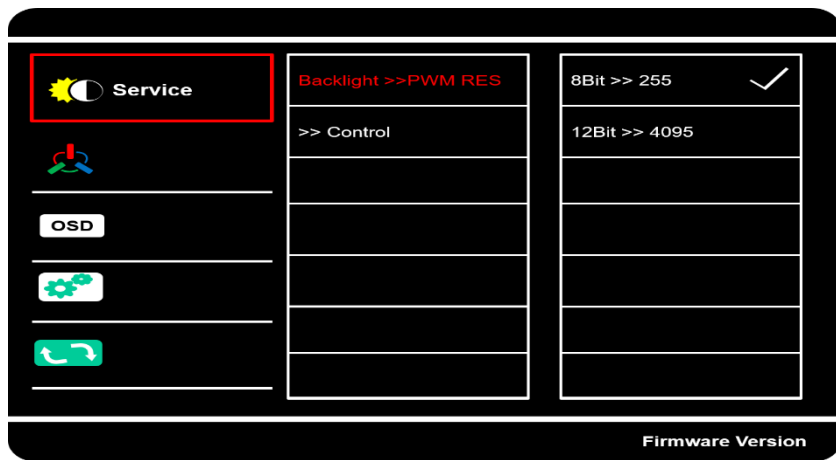 Service
Backlight >>PWM RES
8Bit >> 255
>> Control
12Bit >> 4095
OSD
Firmware Version